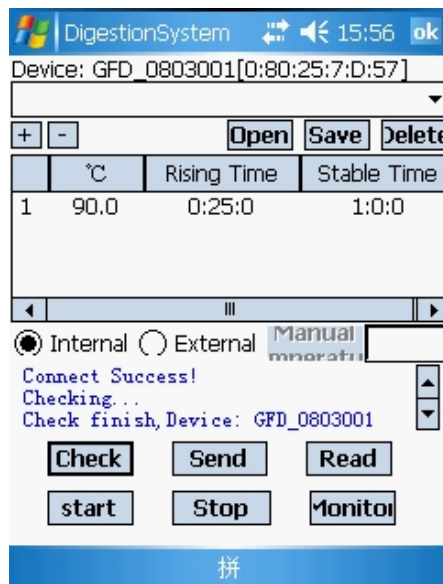 DigestionSystem 15:56 ok
Device: GFD_0803001[0:80:25:7:D:57]
+ - Open Save Delete
°C Rising Time Stable Time
1 90.0 0:25:0 1:0:0
Internal External Manual
Connect Success!
Checking...
Check finish, Device: GFD_0803001
Check Send Read
start Stop Monitor
拼